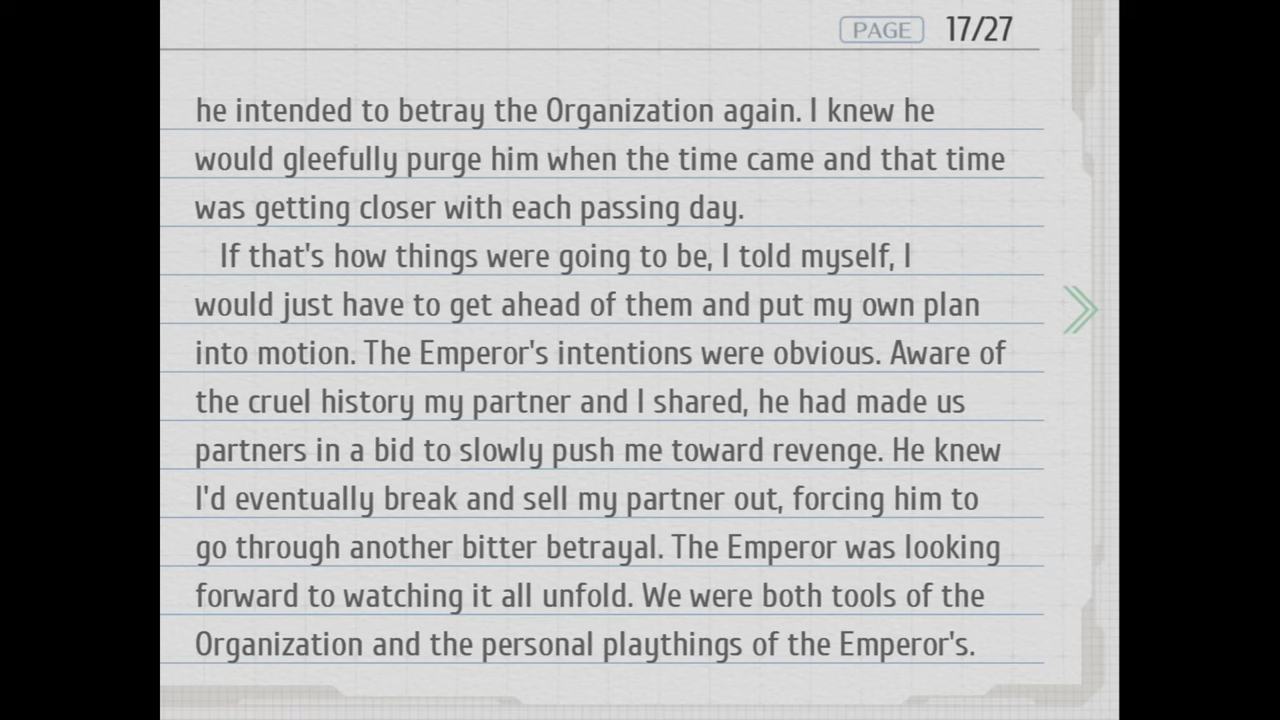 PAGE 17/27
he intended to betray the Organization again. I knew he
would gleefully purge him when the time came and that time
was getting closer with each passing day.
If that's how things were going to be, I told myself, I
would just have to get ahead of them and put my own plan
into motion. The Emperor's intentions were obvious. Aware of
the cruel history my partner and I shared, he had made us
partners in a bid to slowly push me toward revenge. He knew
I'd eventually break and sell my partner out, forcing him to
go through another bitter betrayal. The Emperor was looking
forward to watching it all unfold. We were both tools of the
Organization and the personal playthings of the Emperor's.